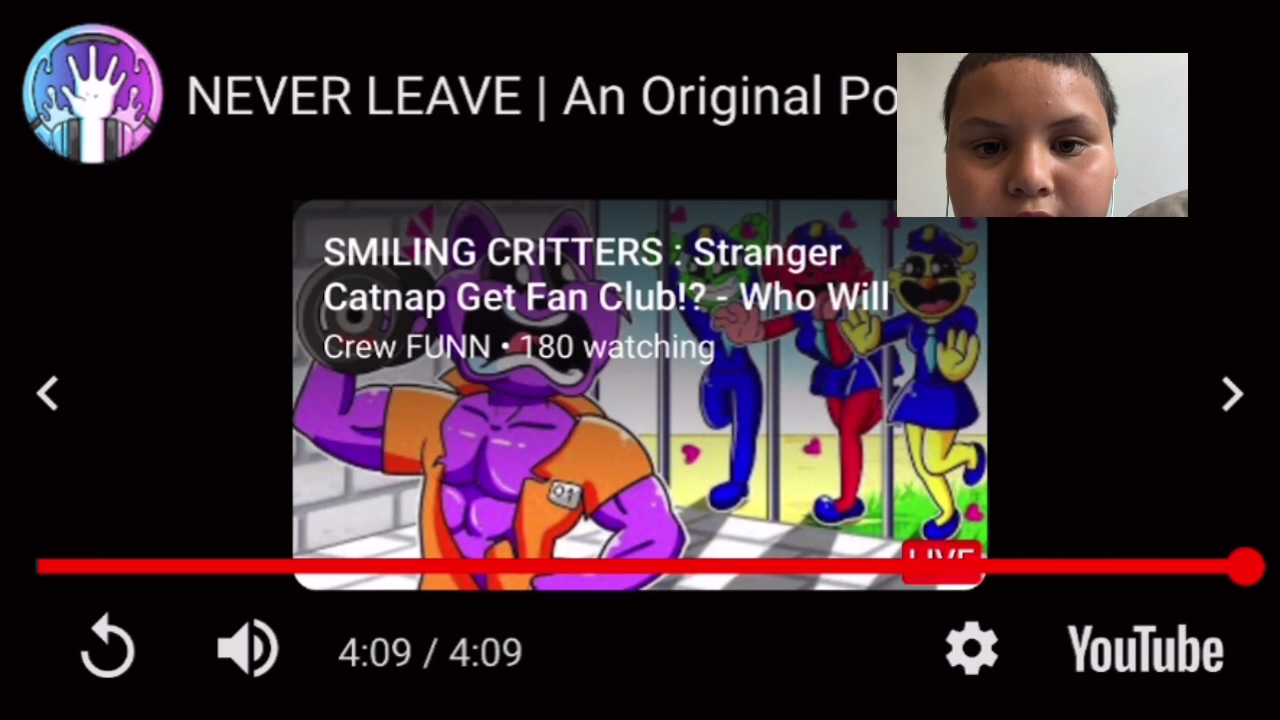 NEVER LEAVE | An Original Po
SMILING CRITTERS : Stranger
Catnap Get Fan Club!? - Who Will
Crew FUNN • 180 watching
01
LIVE
4:09 / 4:09
YouTube